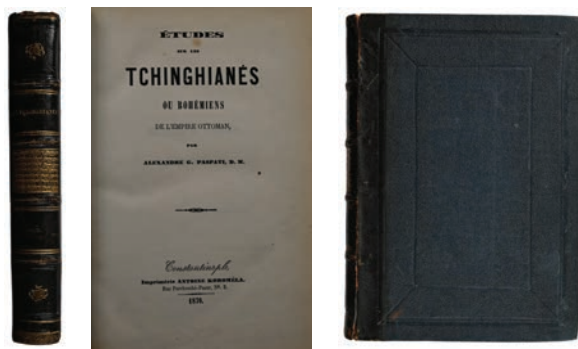 ÉTUDES
SUR LES
TCHINGHIANÉS
OU BOHÉMIENS
DE L'EMPIRE OTTOMAN,
PAR
ALEXANDRE G. PASPATI, D. M.
Constantinople
Imprimerie ANTOINE KOROMÉLA,
1870.